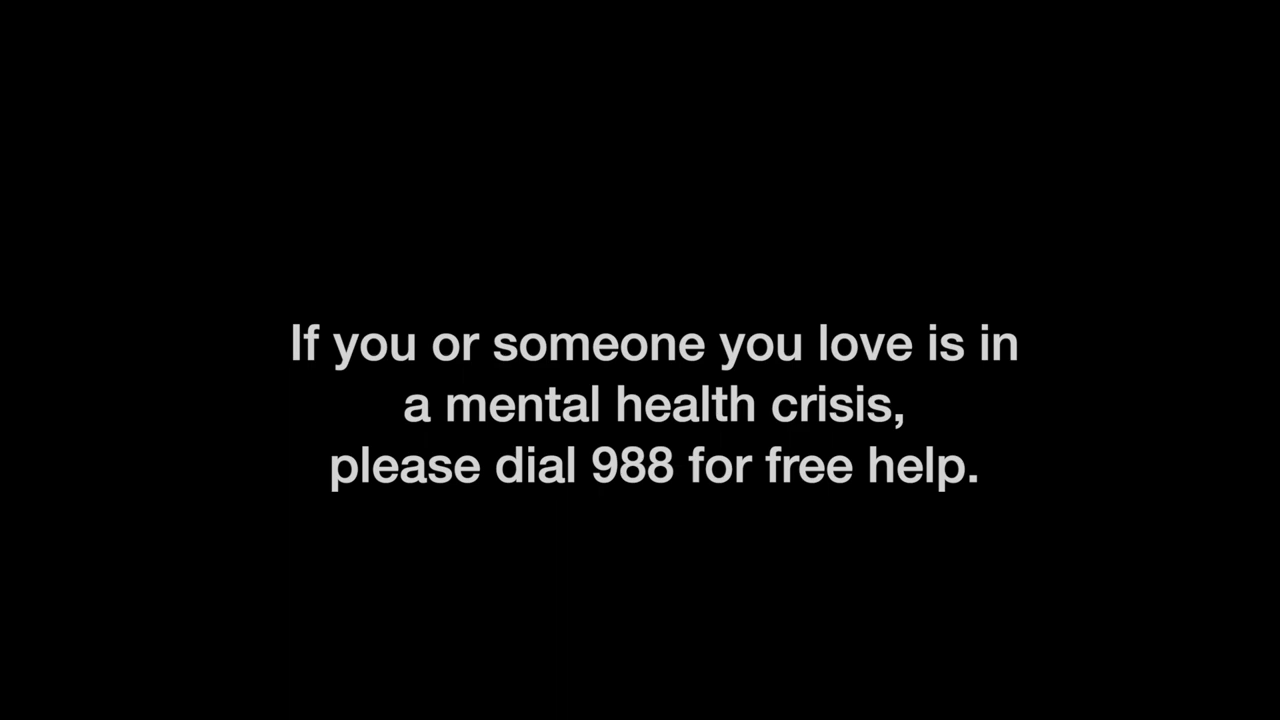 If you or someone you love is in
a mental health crisis,
please dial 988 for free help.